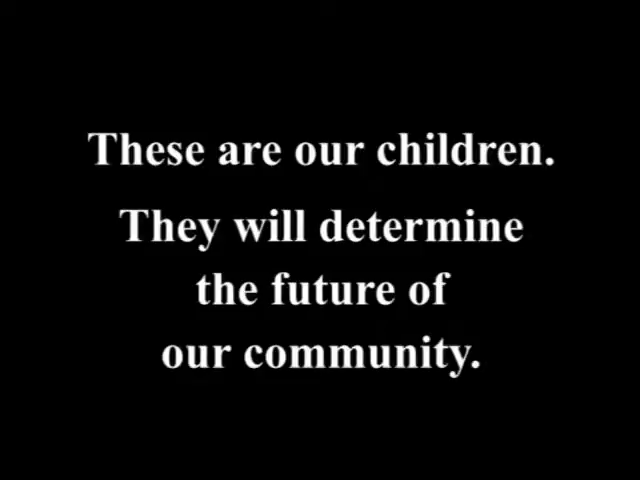 These are our children.
They will determine
the future of
our community.